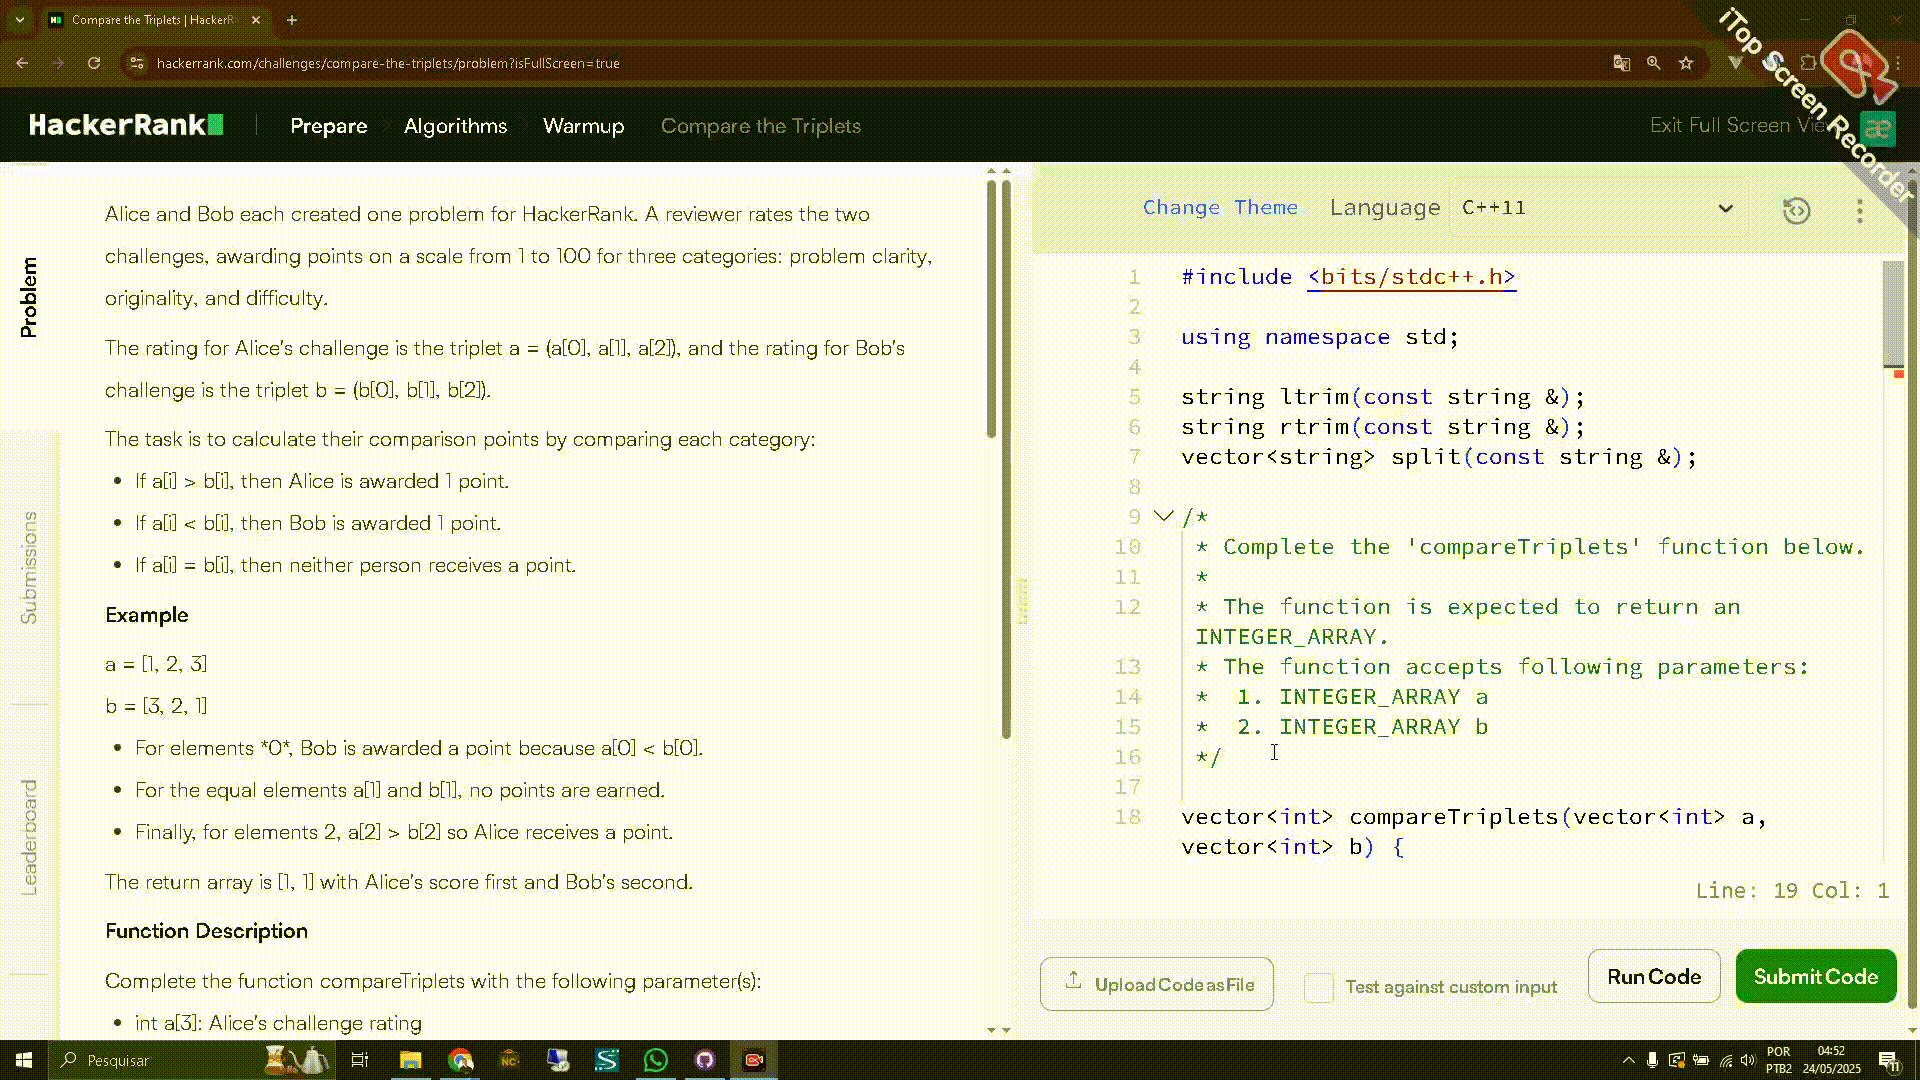 Compare the Triplets | HackerR
hackerrank.com/challenges/compare-the-triplets/problem?isFullScreen=true
iTop Screen Recorder
HackerRank
Prepare
Algorithms
Warmup
Compare the Triplets
Exit Full Screen Vie
æ
Problem
Submissions
Leaderboard
Alice and Bob each created one problem for HackerRank. A reviewer rates the two
challenges, awarding points on a scale from 1 to 100 for three categories: problem clarity,
originality, and difficulty.
The rating for Alice's challenge is the triplet a = (a[0], a[1], a[2]), and the rating for Bob's
challenge is the triplet b = (b[0], b[1], b[2]).
The task is to calculate their comparison points by comparing each category:
• If a[i] > b[i], then Alice is awarded 1 point.
• If a[i] < b[i], then Bob is awarded 1 point.
• If a[i] = b[i], then neither person receives a point.
Example
a = [1, 2, 3]
b = [3, 2, 1]
• For elements *0*, Bob is awarded a point because a[0] < b[0].
• For the equal elements a[1] and b[1], no points are earned.
• Finally, for elements 2, a[2] > b[2] so Alice receives a point.
The return array is [1, 1] with Alice's score first and Bob's second.
Function Description
Complete the function compareTriplets with the following parameter(s):
• int a[3]: Alice's challenge rating
Change Theme Language C++11
1 #include <bits/stdc++.h>
2
3 using namespace std;
4
5 string ltrim(const string &);
6 string rtrim(const string &);
7 vector<string> split(const string &);
8
9 /*
10 * Complete the 'compareTriplets' function below.
11 *
12 * The function is expected to return an
INTEGER_ARRAY.
13 * The function accepts following parameters:
14 * 1. INTEGER_ARRAY a
15 * 2. INTEGER_ARRAY b
16 */
17
18 vector<int> compareTriplets(vector<int> a,
vector<int> b) {
Line: 19 Col: 1
Upload Code as File
Test against custom input
Run Code
Submit Code
Pesquisar
NC
S
POR
PTB2
04:52
24/05/2025
11